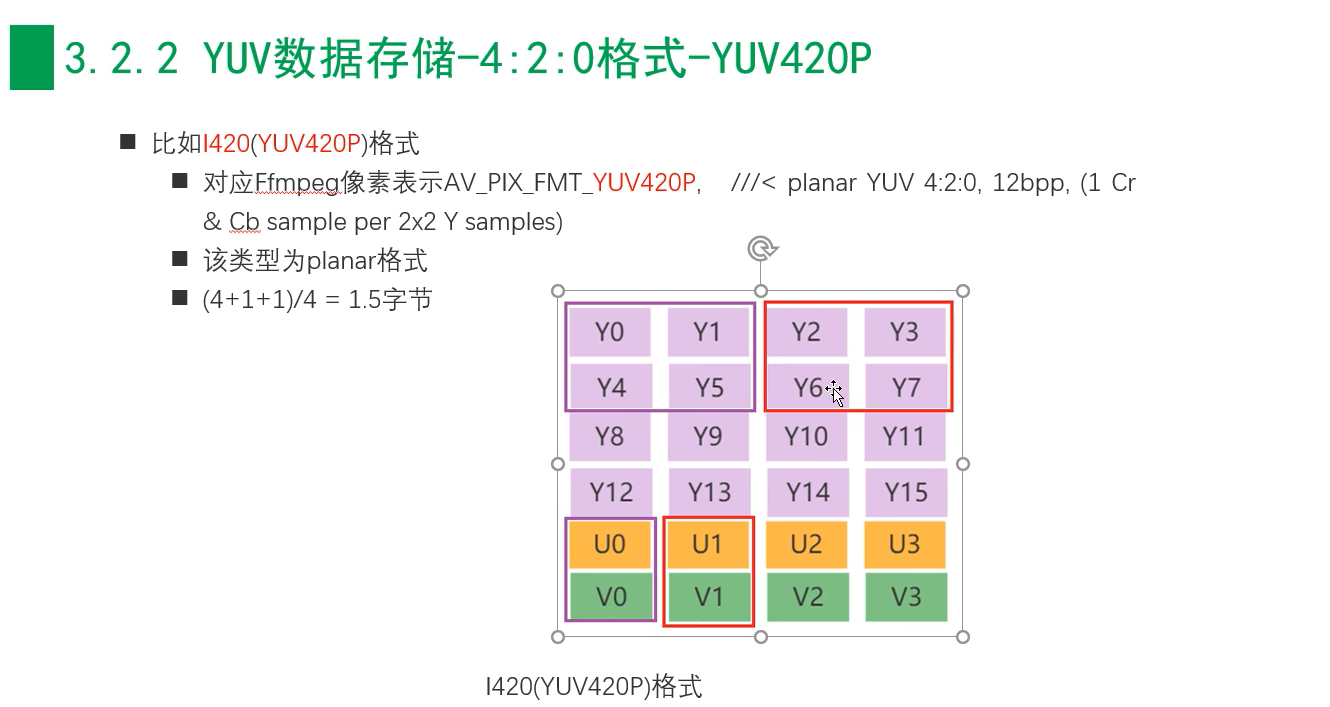 3.2.2 YUV数据存储-4:2:0格式-YUV420P
比如I420(YUV420P)格式
对应Ffmpeg像素表示AV_PIX_FMT_YUV420P, ///< planar YUV 4:2:0, 12bpp, (1 Cr
& Cb sample per 2x2 Y samples)
该类型为planar格式
(4+1+1)/4 = 1.5字节
Y0 Y1 Y2 Y3
Y4 Y5 Y6 Y7
Y8 Y9 Y10 Y11
Y12 Y13 Y14 Y15
U0 U1 U2 U3
V0 V1 V2 V3
I420(YUV420P)格式